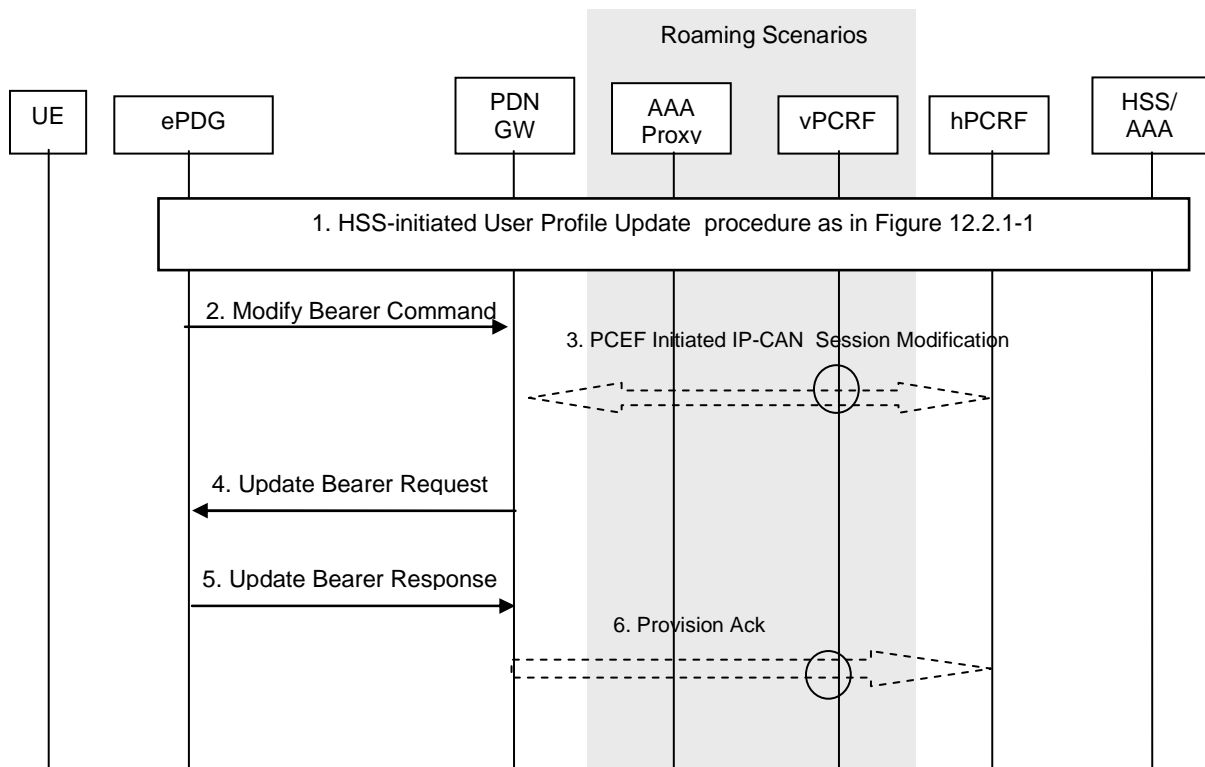 Roaming Scenarios
UE
ePDG
PDN
GW
AAA
Proxy
vPCRF
hPCRF
HSS/
AAA
1. HSS-initiated User Profile Update procedure as in Figure 12.2.1-1
2. Modify Bearer Command
3. PCEF Initiated IP-CAN Session Modification
4. Update Bearer Request
5. Update Bearer Response
6. Provision Ack